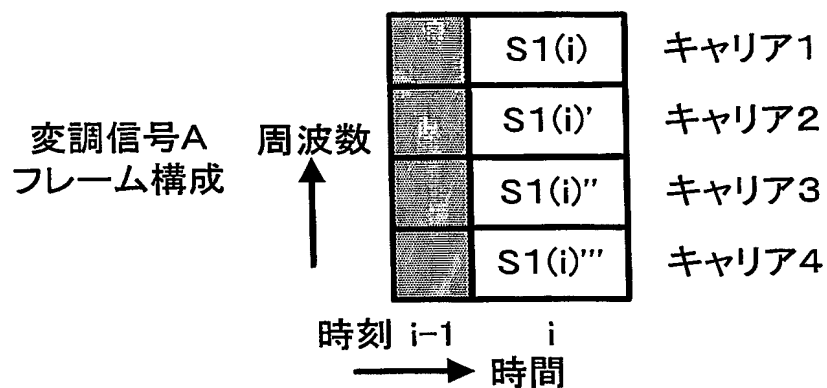 S1(i) キャリア1
S1(i)' キャリア2
S1(i)'' キャリア3
S1(i)''' キャリア4
変調信号A
フレーム構成
周波数
時刻 i-1 i
時間